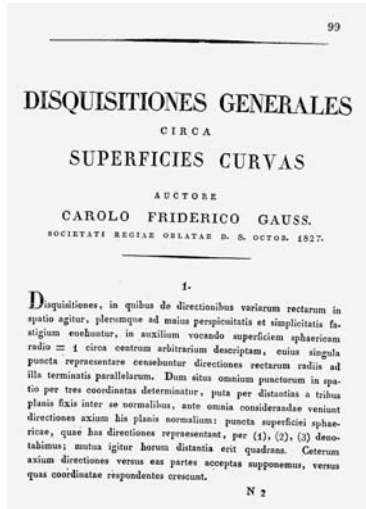 99
DISQUISITIONES GENERALES
CIRCA
SUPERFICIES CURVAS
AUCTORE
CAROLO FRIDERICO GAUSS.
SOCIETATI REGIAE OBLATAE D. 8. OCTOB. 1827.
1.
Disquisitiones, in quibus de directionibus variarum rectarum in
spatio agitur, plerumque ad maius perspicuitatis et simplicitatis fa-
stigium euehuntur, in auxilium vocando superficiem sphaericam
radio = 1 circa centrum arbitrarium descriptam, cuius singula
puncta repraesentare censebuntur directiones rectarum radiis ad
illa terminatis parallelarum. Dum situs omnium punctorum in spa-
tio per tres coordinatas determinatur, puta per distantias a tribus
planis fixis inter se normalibus, ante omnia considerandae veniunt
directiones axium his planis normalium: puncta superficiei sphae-
ricae, quae has directiones repraesentant, per (1), (2), (3) deno-
tabimus; mutua igitur horum distantia erit quadrans. Ceterum
axium directiones versus eas partes acceptas supponemus, versus
quas coordinatae respondentes crescunt.
N 2